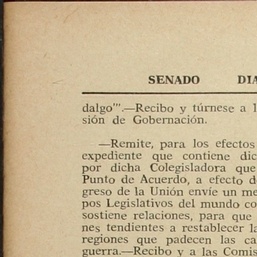 SENADO DIA
dalgo'".—Recibo y túrnese a l
sión de Gobernación.
—Remite, para los efectos
expediente que contiene dic
por dicha Colegisladora que
Punto de Acuerdo, a efecto d
greso de la Unión envíe un me
pos Legislativos del mundo co
sostiene relaciones, para que
nes tendientes a restablecer la
regiones que padecen las ca
guerra.—Recibo y a las Comis